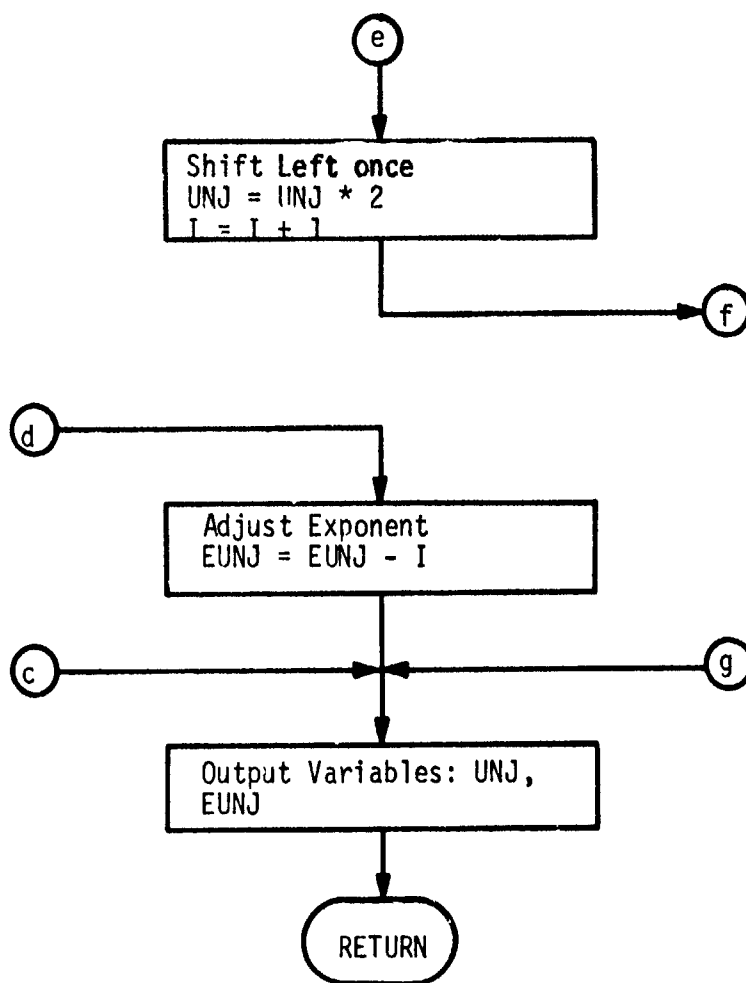 e
Shift Left once
UNJ = UNJ * 2
I = I + 1
f
d
Adjust Exponent
EUNJ = EUNJ - I
c
g
Output Variables: UNJ,
EUNJ
RETURN